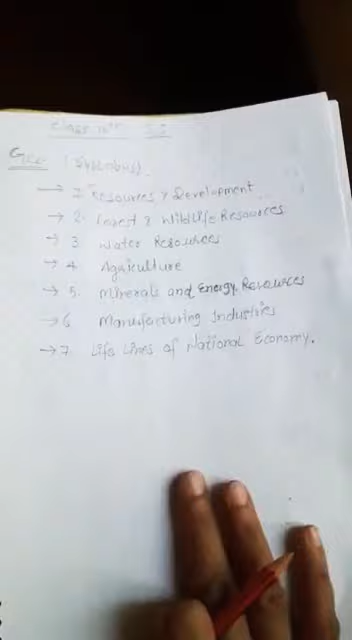 Class 10th S.S
Geo (Syllabus)
→ 1 Resources & Development
→ 2. Forest & Wildlife Resources
→ 3. Water Resources
→ 4. Agriculture
→ 5. Minerals and Energy Resources
→ 6. Manufacturing Industries
→ 7. Life Lines of National Economy.